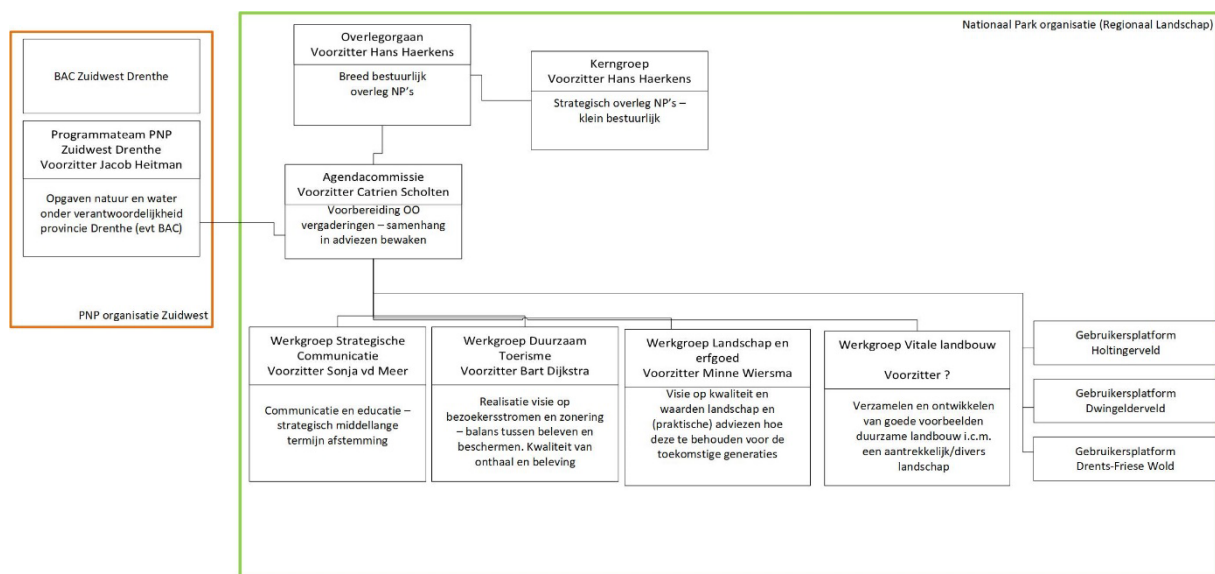 Nationaal Park organisatie (Regionaal Landschap)
BAC Zuidwest Drenthe
Programmateam PNP
Zuidwest Drenthe
Voorzitter Jacob Heitman
Opgaven natuur en water
onder verantwoordelijkheid
provincie Drenthe (evt BAC)
PNP organisatie Zuidwest
Overlegorgaan
Voorzitter Hans Haerkens
Breed bestuurlijk
overleg NP’s
Kerngroep
Voorzitter Hans Haerkens
Strategisch overleg NP’s –
klein bestuurlijk
Agendacommissie
Voorzitter Catrien Scholten
Voorbereiding OO
vergaderingen – samenhang
in adviezen bewaken
Werkgroep Strategische
Communicatie
Voorzitter Sonja vd Meer
Communicatie en educatie –
strategisch middellange
termijn afstemming
Werkgroep Duurzaam
Toerisme
Voorzitter Bart Dijkstra
Realisatie visie op
bezoekersstromen en zonering
– balans tussen beleven en
beschermen. Kwaliteit van
onthaal en beleving
Werkgroep Landschap en
erfgoed
Voorzitter Minne Wiersma
Visie op kwaliteit en
waarden landschap en
(praktische) adviezen hoe
deze te behouden voor de
toekomstige generaties
Werkgroep Vitale landbouw
Voorzitter ?
Verzamelen en ontwikkelen
van goede voorbeelden
duurzame landbouw i.c.m.
een aantrekkelijk/divers
landschap
Gebruikersplatform
Holtingerveld
Gebruikersplatform
Dwingelderveld
Gebruikersplatform
Drents-Friese Wold